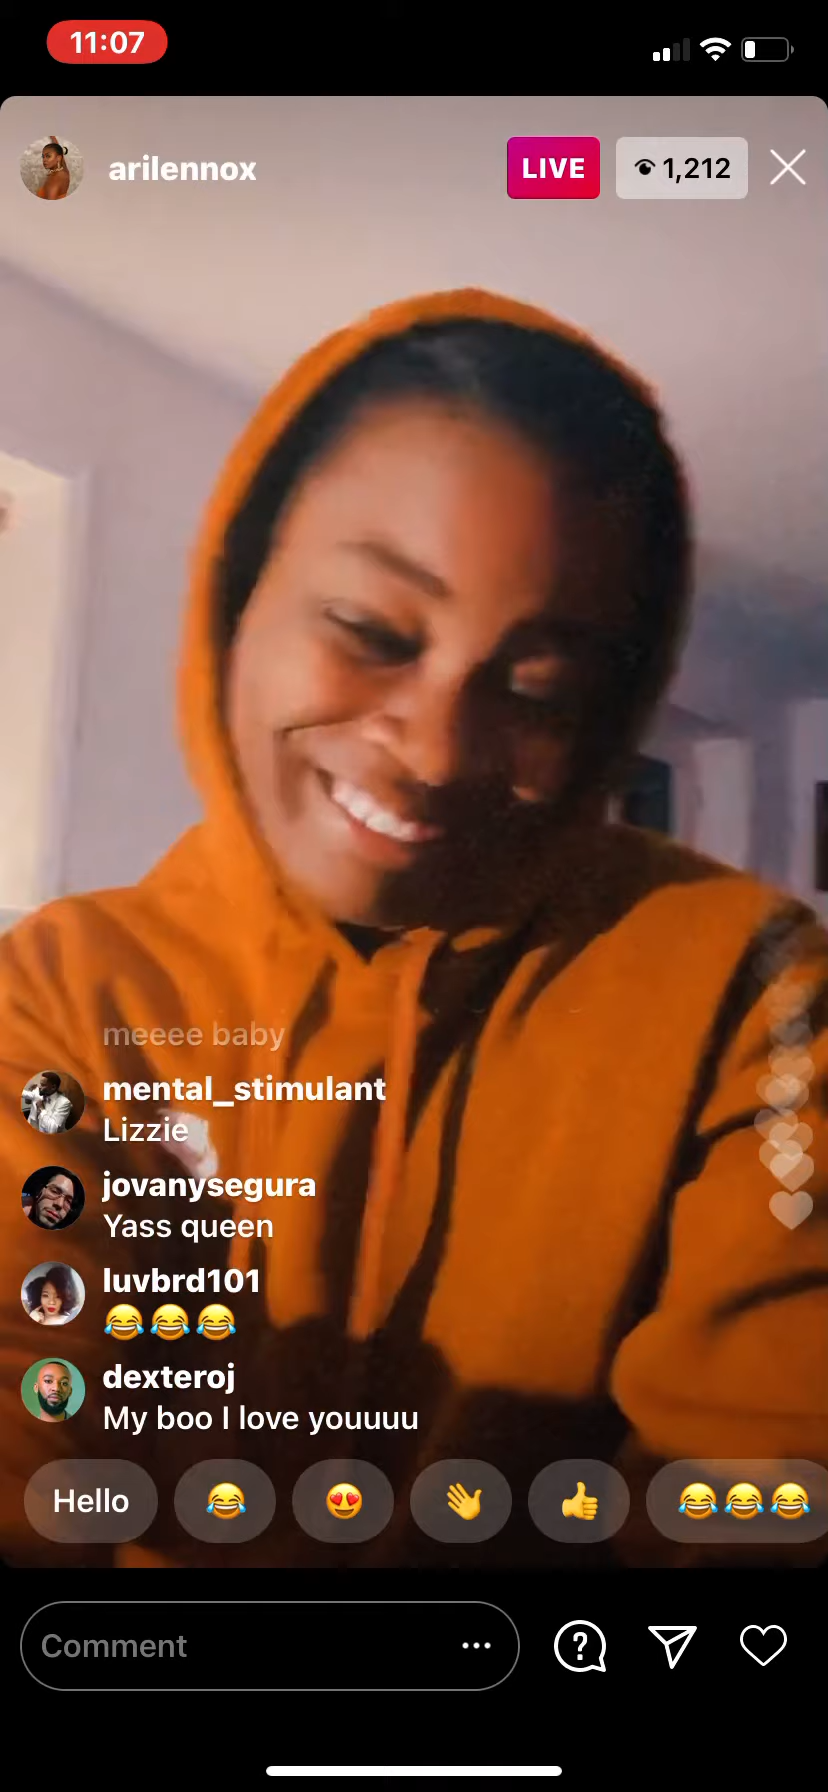 11:07
arilennox
LIVE
1,212
meeee baby
mental_stimulant
Lizzie
jovanysegura
Yass queen
luvbrd101
😂😂😂
dexteroj
My boo I love youuuu
Hello 😂 😍 👋 👍 😂😂😂
Comment